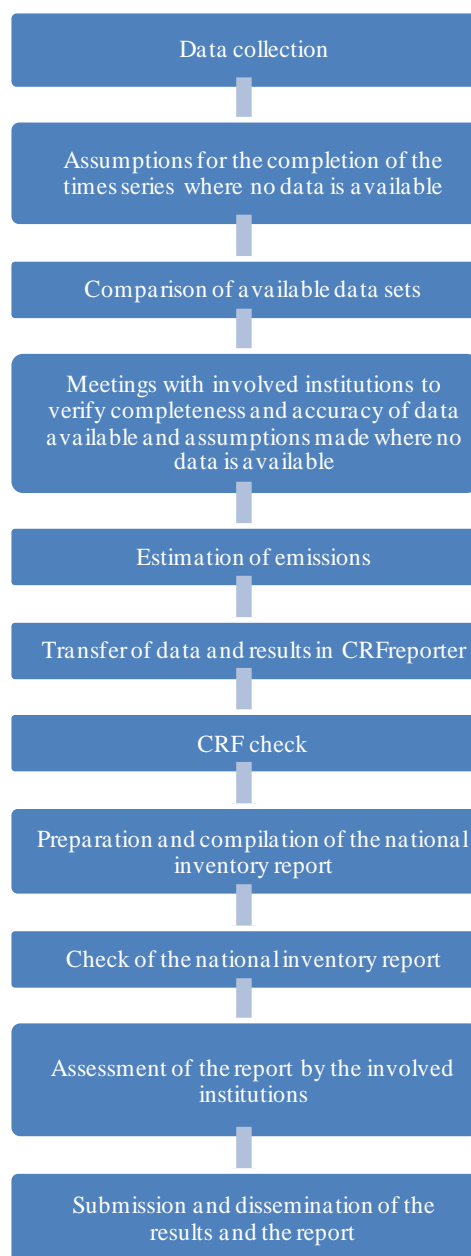 Data collection
Assumptions for the completion of the
times series where no data is available
Comparison of available data sets
Meetings with involved institutions to
verify completeness and accuracy of data
available and assumptions made where no
data is available
Estimation of emissions
Transfer of data and results in CRFreporter
CRF check
Preparation and compilation of the national
inventory report
Check of the national inventory report
Assessment of the report by the involved
institutions
Submission and dissemination of the
results and the report